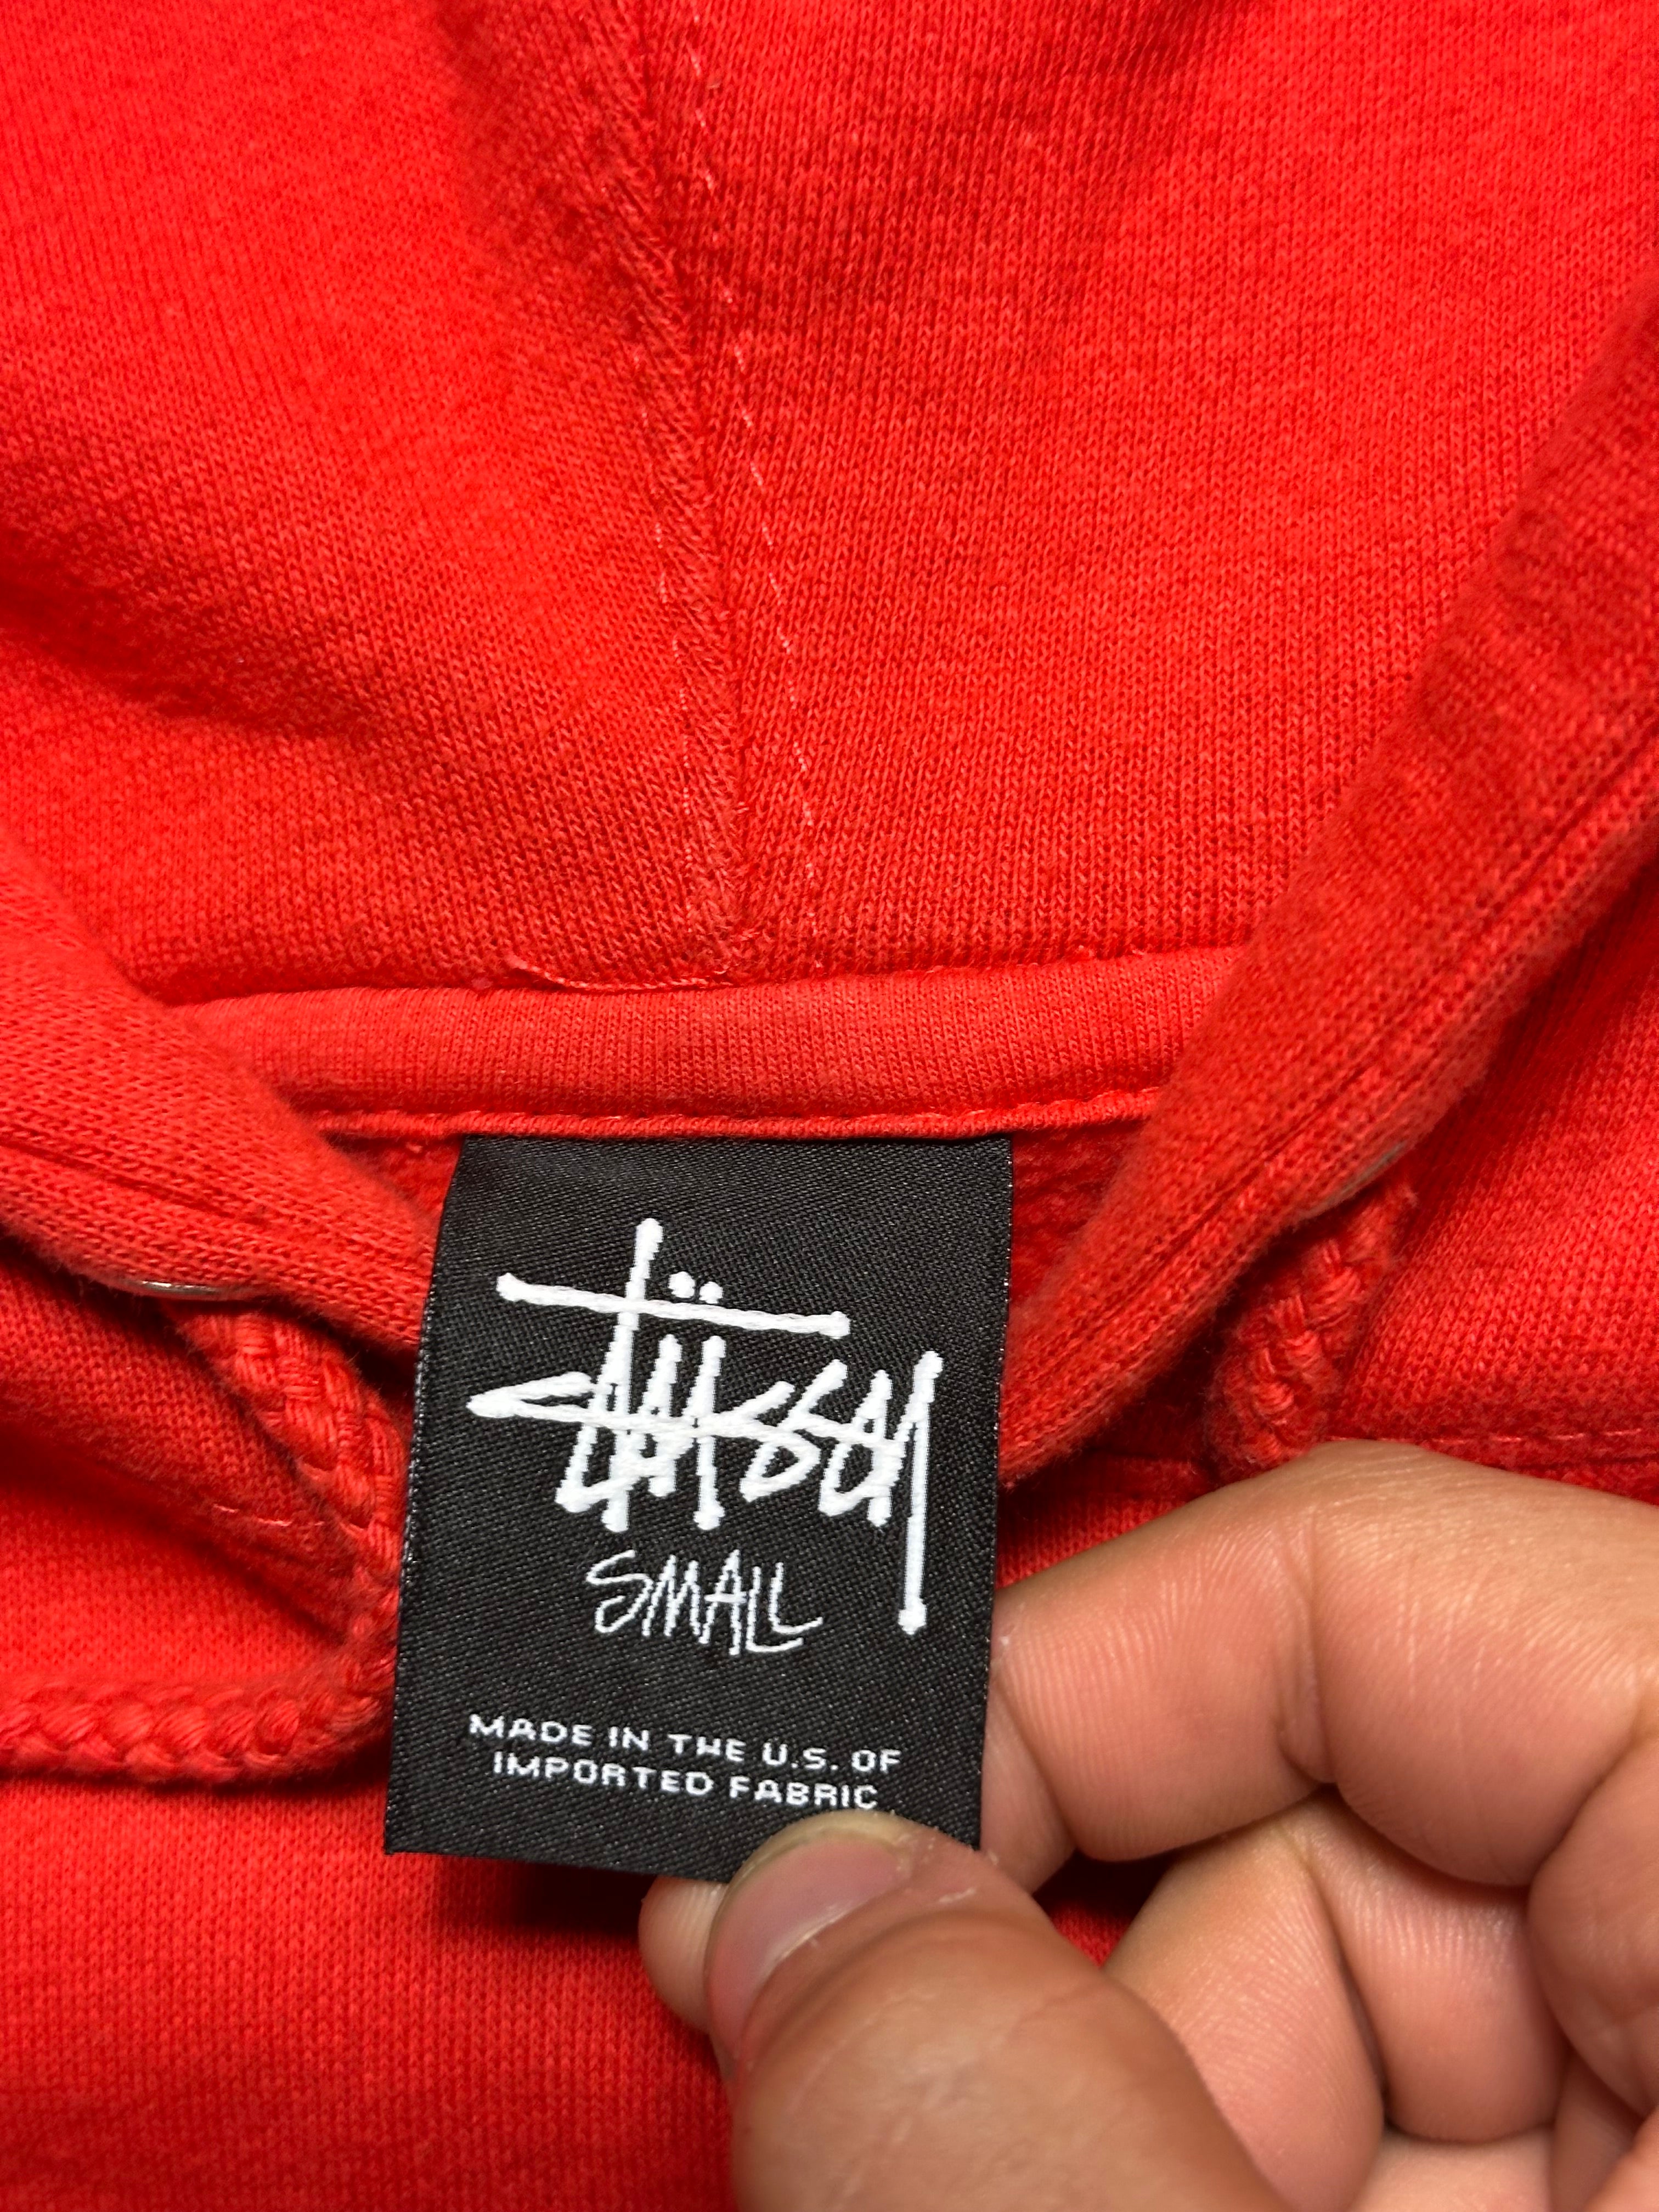 Stüssy
SMALL
MADE IN THE U.S. OF
IMPORTED FABRIC